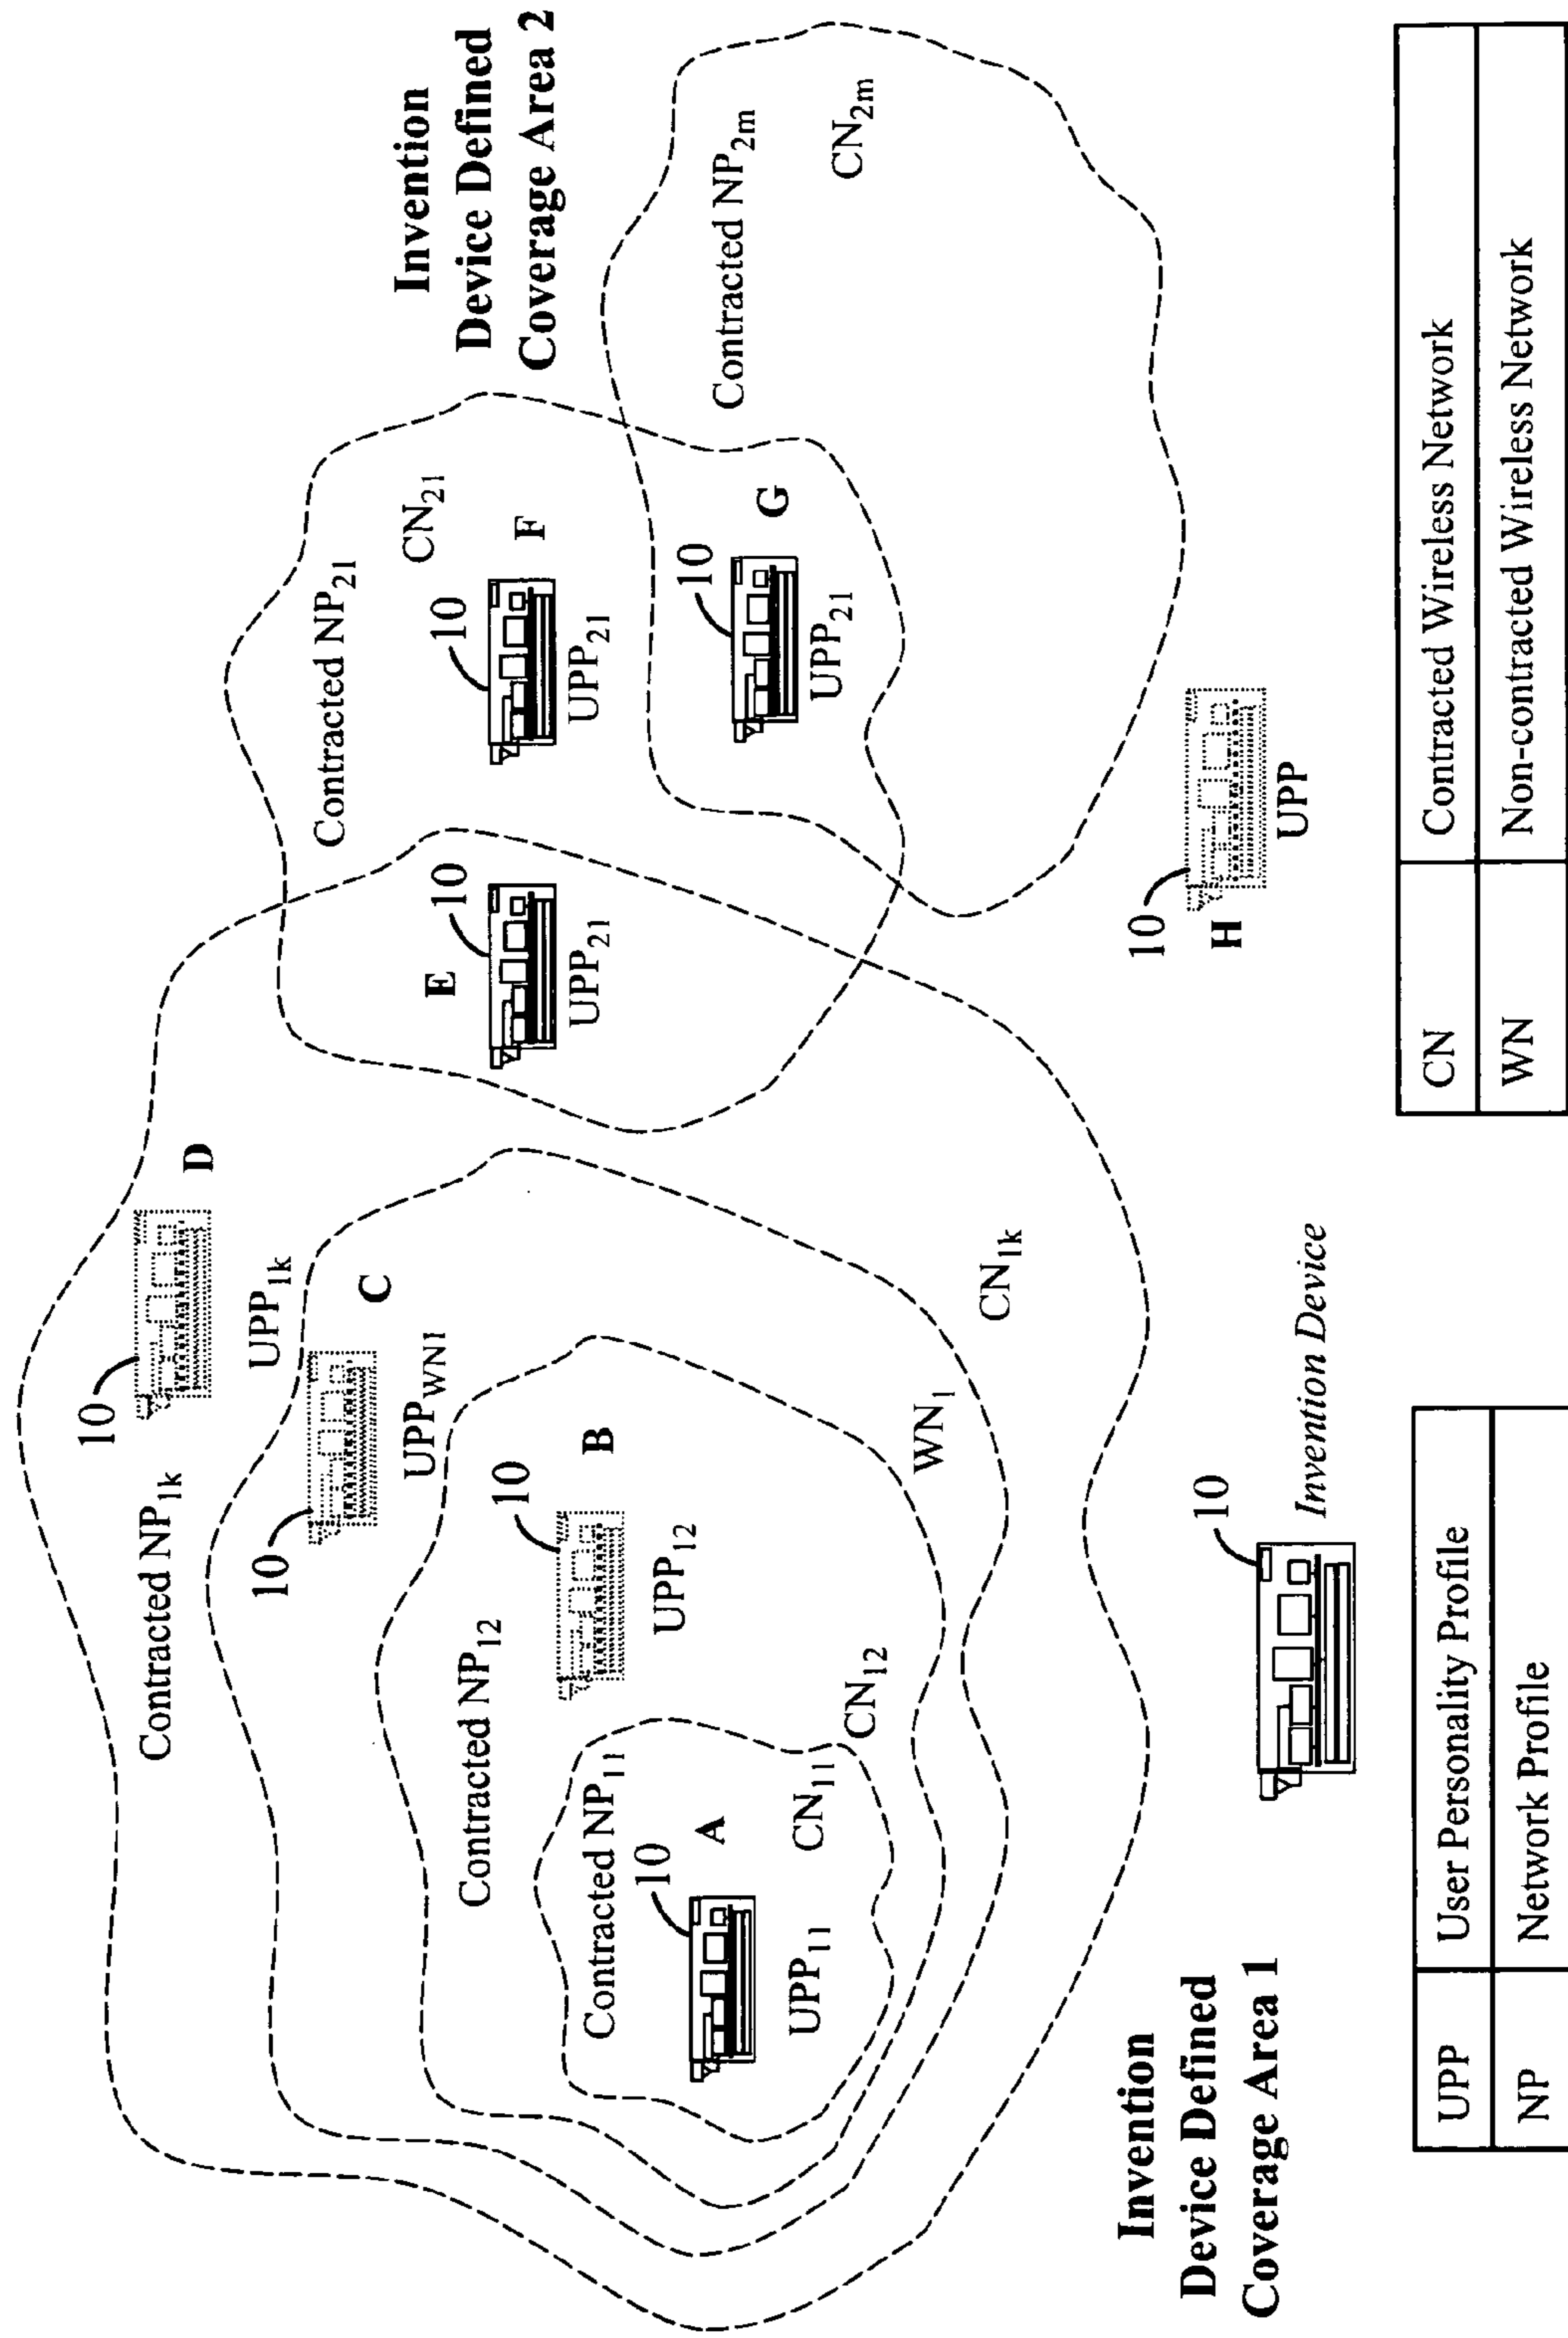 Invention
Device Defined
Coverage Area 2
Contracted NP1k
10
D
UPP1k
10
C
UPPWN1
Contracted NP12
10
B
UPP12
Contracted NP11
10
A
UPP11
CN11
CN12
WN1
CN1k
E
10
UPP21
Contracted NP21
CN21
10
F
UPP21
10
G
UPP21
Contracted NP2m
CN2m
10
H
UPP
Invention
Device Defined
Coverage Area 1
10
Invention Device
UPP User Personality Profile
NP Network Profile
CN Contracted Wireless Network
WN Non-contracted Wireless Network